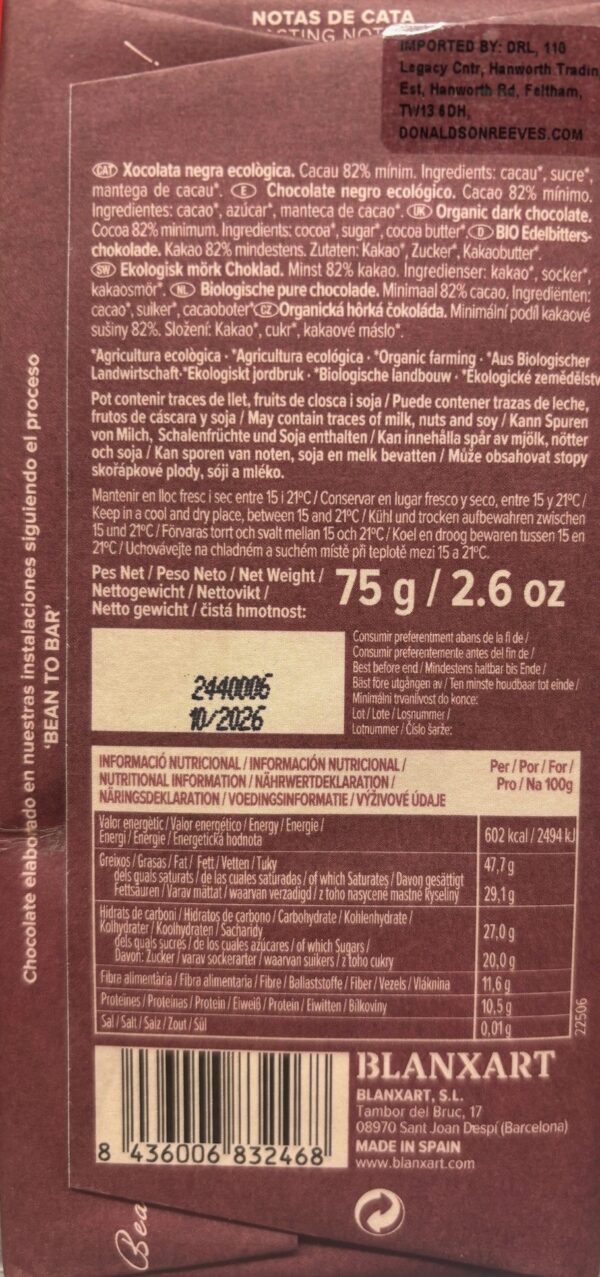 NOTAS DE CATA
IMPORTED BY: DRL, 110
Legacy Cntr, Hanworth Tradin
Est, Hanworth Rd, Feltham,
TW13 6DH,
DONALDSONREEVES.COM
CAT Xocolata negra ecològica. Cacau 82% mínim. Ingredients: cacau*, sucre*,
mantega de cacau*. E Chocolate negro ecológico. Cacao 82% mínimo.
Ingredientes: cacao*, azúcar*, manteca de cacao*. UK Organic dark chocolate.
Cocoa 82% minimum. Ingredients: cocoa*, sugar*, cocoa butter*. D BIO Edelbitters-
chokolade. Kakao 82% mindestens. Zutaten: Kakao*, Zucker*, Kakaobutter*.
SW Ekologisk mörk Choklad. Minst 82% kakao. Ingredienser: kakao*, socker*,
kakaosmör*. NL Biologische pure chocolade. Minimaal 82% cacao. Ingrediënten:
cacao*, suiker*, cacaoboter* CZ Organická hôrká čokoláda. Minimální podíl kakaové
sušiny 82%. Složení: Kakao*, cukr*, kakaové máslo*.
*Agricultura ecològica · *Agricultura ecológica · *Organic farming · *Aus Biologischer
Landwirtschaft·*Ekologiskt jordbruk · *Biologische landbouw · *Ekologické zemědělstv
Pot contenir traces de llet, fruits de closca i soja / Puede contener trazas de leche,
frutos de cáscara y soja / May contain traces of milk, nuts and soy / Kann Spuren
von Milch, Schalenfrüchte und Soja enthalten / Kan innehålla spår av mjölk, nötter
och soja / Kan sporen van noten, soja en melk bevatten / Může obsahovat stopy
skořápkové plody, sóji a mléko.
Mantenir en lloc fresc i sec entre 15 i 21ºC / Conservar en lugar fresco y seco, entre 15 y 21ºC /
Keep in a cool and dry place, between 15 and 21ºC / Kühl und trocken aufbewahren zwischen
15 und 21ºC / Förvaras torrt och svalt mellan 15 och 21ºC / Koel en droog bewaren tussen 15 en
21ºC / Uchovávejte na chladném a suchém místě při teplotě mezi 15 a 21ºC.
Pes Net / Peso Neto / Net Weight /
Nettogewicht / Nettovikt /
Netto gewicht / čistá hmotnost:
75 g / 2.6 oz
2440006
10/2026
Consumir preferentment abans de la fi de /
Consumir preferentemente antes del fin de /
Best before end / Mindestens haltbar bis Ende /
Bäst före utgången av / Ten minste houdbaar tot einde /
Minimální trvanlivost do konce:
Lot / Lote / Losnummer /
Lotnummer / Číslo šarže:
INFORMACIÓ NUTRICIONAL / INFORMACIÓN NUTRICIONAL /
NUTRITIONAL INFORMATION / NÄHRWERTDEKLARATION /
NÄRINGSDEKLARATION / VOEDINGSINFORMATIE / VÝŽIVOVÉ ÚDAJE
Per / Por / For /
Pro / Na 100g
Valor energètic / Valor energético / Energy / Energie /
Energi / Energie / Energetická hodnota
602 kcal / 2494 kJ
Greixos / Grasas / Fat / Fett / Vetten / Tuky
47,7 g
dels quals saturats / de las cuales saturadas / of which Saturates / Davon gesättigt
Fettsäuren / Varav mättat / waarvan verzadigd / z toho nasycené mastné kyseliny
29,1 g
Hidrats de carboni / Hidratos de carbono / Carbohydrate / Kohlenhydrate /
Kolhydrater / Koolhydraten / Sacharidy
27,0 g
dels quals sucres / de los cuales azúcares / of which Sugars /
Davon: Zucker / varav sockerarter / waarvan suikers / z toho cukry
20,0 g
Fibra alimentària / Fibra alimentaria / Fibre / Ballaststoffe / Fiber / Vezels / Vláknina
11,6 g
Proteïnes / Proteínas / Protein / Eiweiß / Protein / Eiwitten / Bílkoviny
10,5 g
Sal / Salt / Salz / Zout / Sůl
0,01 g
22506
8 436006 832468
BLANXART
BLANXART, S.L.
Tambor del Bruc, 17
08970 Sant Joan Despí (Barcelona)
MADE IN SPAIN
www.blanxart.com
Chocolate elaborado en nuestras instalaciones siguiendo el proceso
'BEAN TO BAR'
Bea